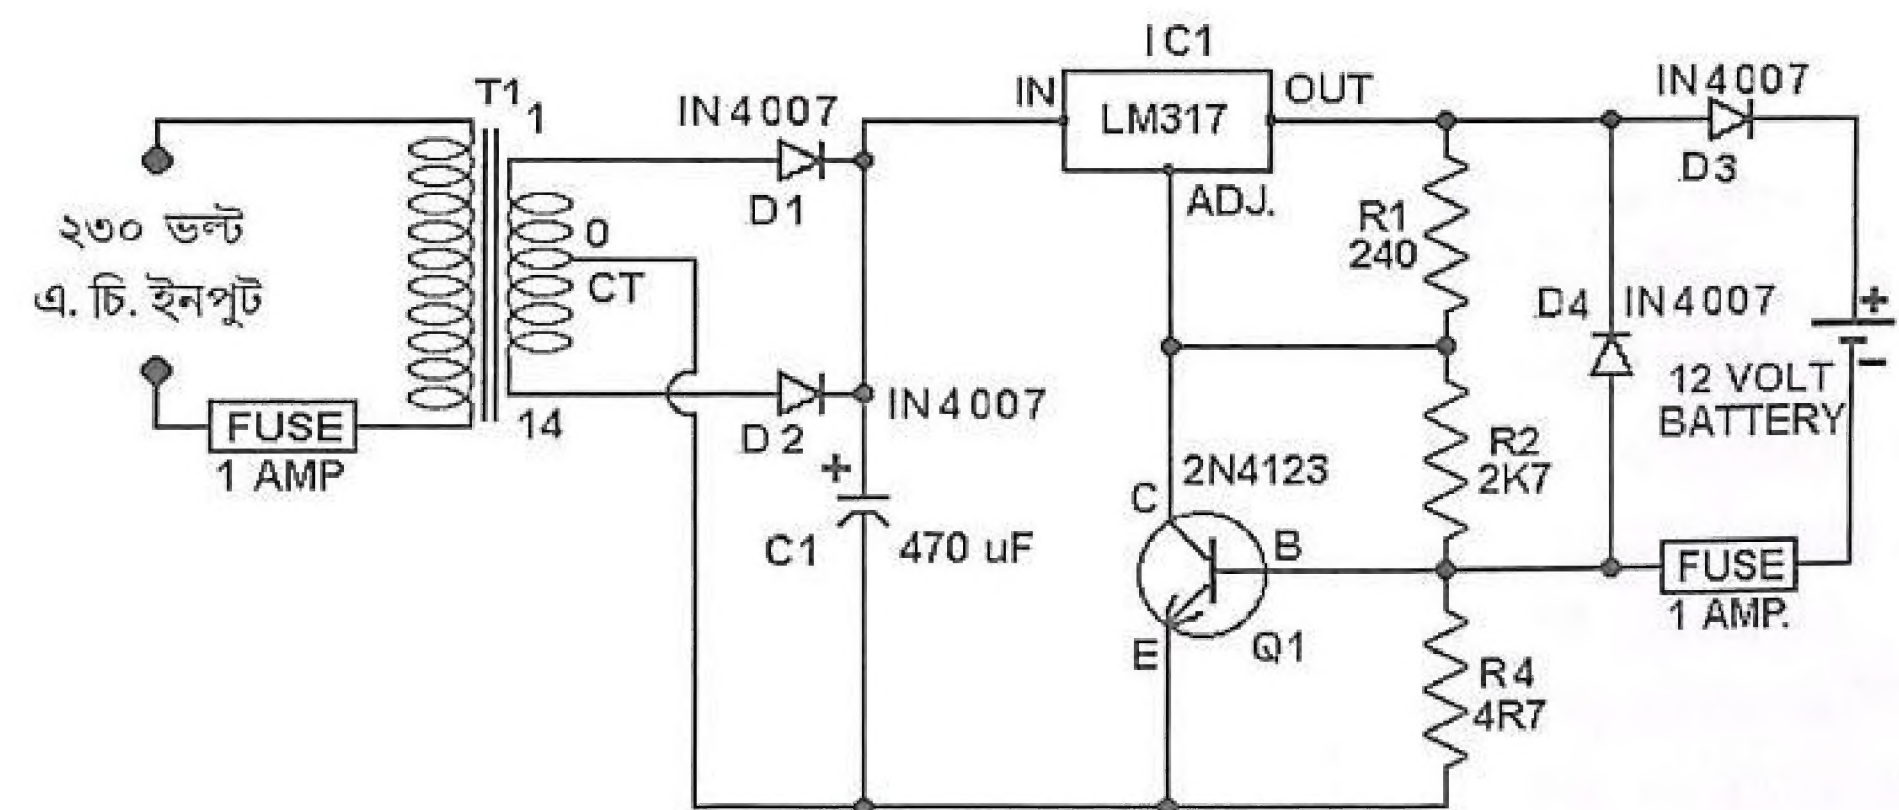 IC1
IN
LM317
OUT
ADJ.
T1
1
IN4007
D1
IN4007
D3
২৩০ ভল্ট
এ. চি. ইনপুট
0
CT
R1
240
D4
IN4007
+
-
12 VOLT
BATTERY
FUSE
1 AMP
14
D2
IN4007
+
C1
470 uF
2N4123
C
B
E
Q1
R2
2K7
FUSE
1 AMP.
R4
4R7